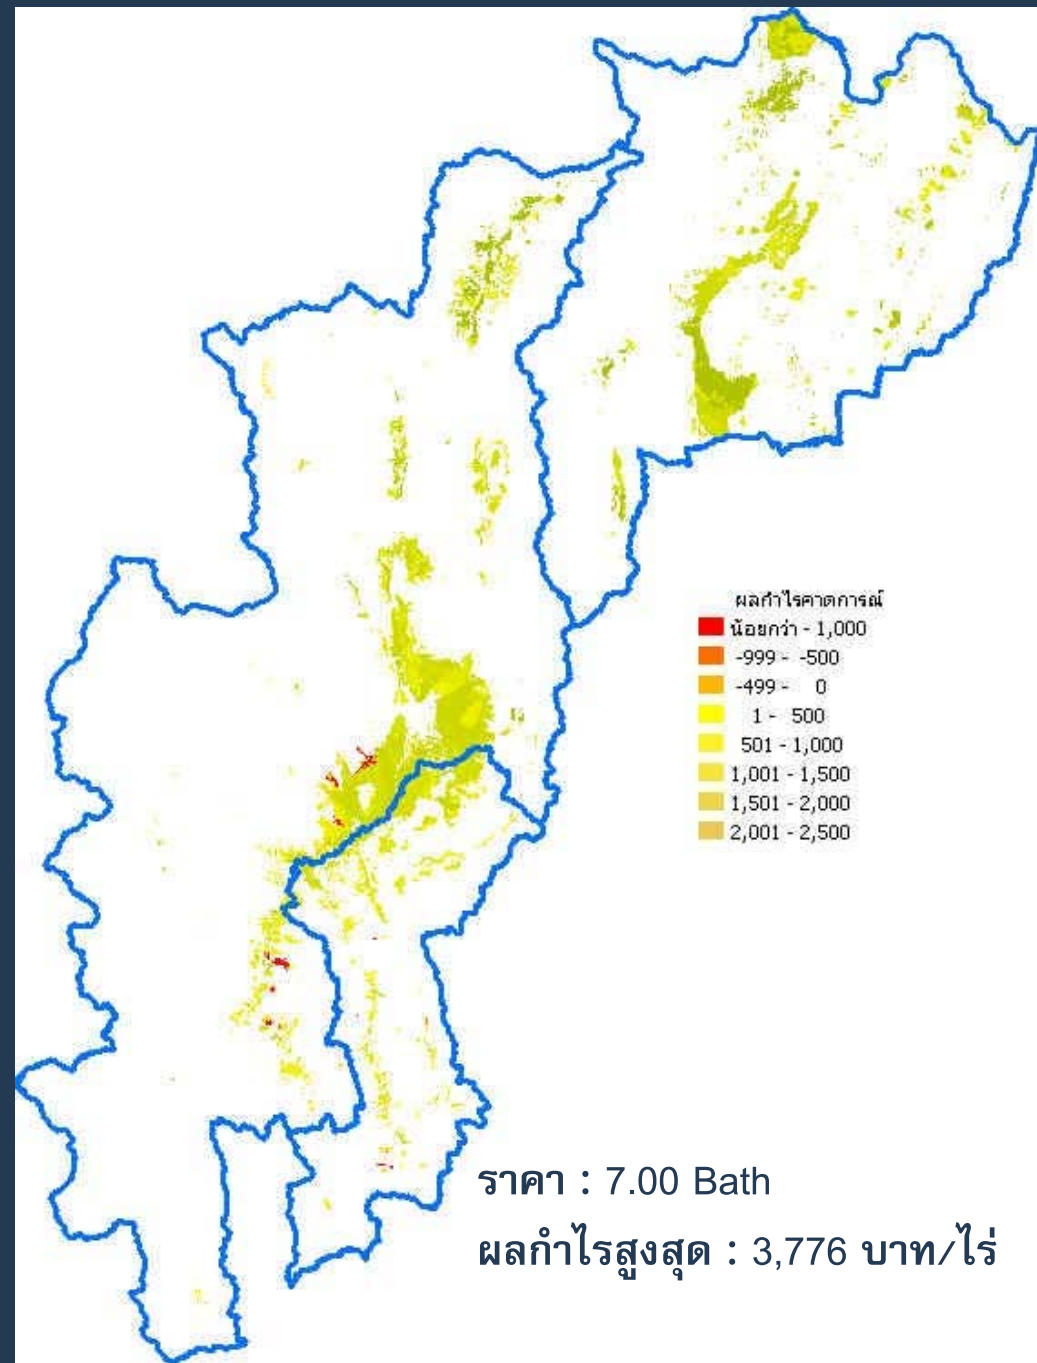 ผลกำไรคาดการณ์
น้อยกว่า - 1,000
-999 - -500
-499 - 0
1 - 500
501 - 1,000
1,001 - 1,500
1,501 - 2,000
2,001 - 2,500
ราคา : 7.00 Bath
ผลกำไรสูงสุด : 3,776 บาท/ไร่